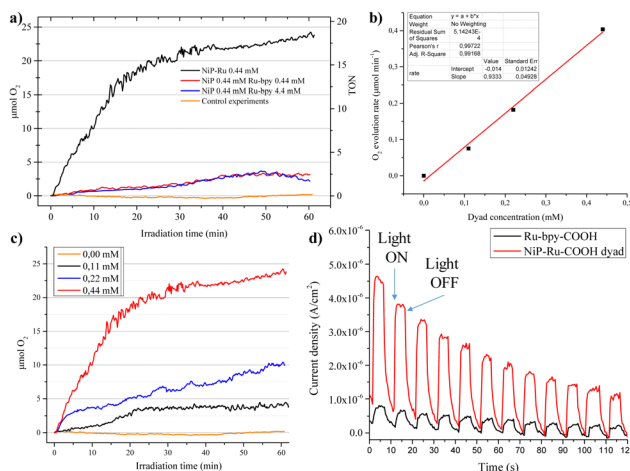 a)
μmol O2
25
20
15
10
5
0
0 10 20 30 40 50 60
Irradiation time (min)
20
15
10
5
0
TON
NiP-Ru 0.44 mM
NiP 0.44 mM Ru-bpy 0.44 mM
NiP 0.44 mM Ru-bpy 4.4 mM
Control experiments
b)
O2 evolution rate (μmol min-1)
0,4
0,3
0,2
0,1
0,0
0,0 0,1 0,2 0,3 0,4
Dyad concentration (mM)
Equation y = a + b*x
Weight No Weighting
Residual Sum of Squares 5,14243E-4
Pearson's r 0,99722
Adj. R-Square 0,99168
Value Standard Err
rate Intercept -0,014 0,01242
Slope 0,9333 0,04928
c)
μmol O2
25
20
15
10
5
0
0 10 20 30 40 50 60
Irradiation time (min)
0,00 mM
0,11 mM
0,22 mM
0,44 mM
d)
Current density (A/cm2)
6.0x10-6
5.0x10-6
4.0x10-6
3.0x10-6
2.0x10-6
1.0x10-6
0.0
0 10 20 30 40 50 60 70 80 90 100 110 120
Time (s)
Light
ON
Light
OFF
Ru-bpy-COOH
NiP-Ru-COOH dyad